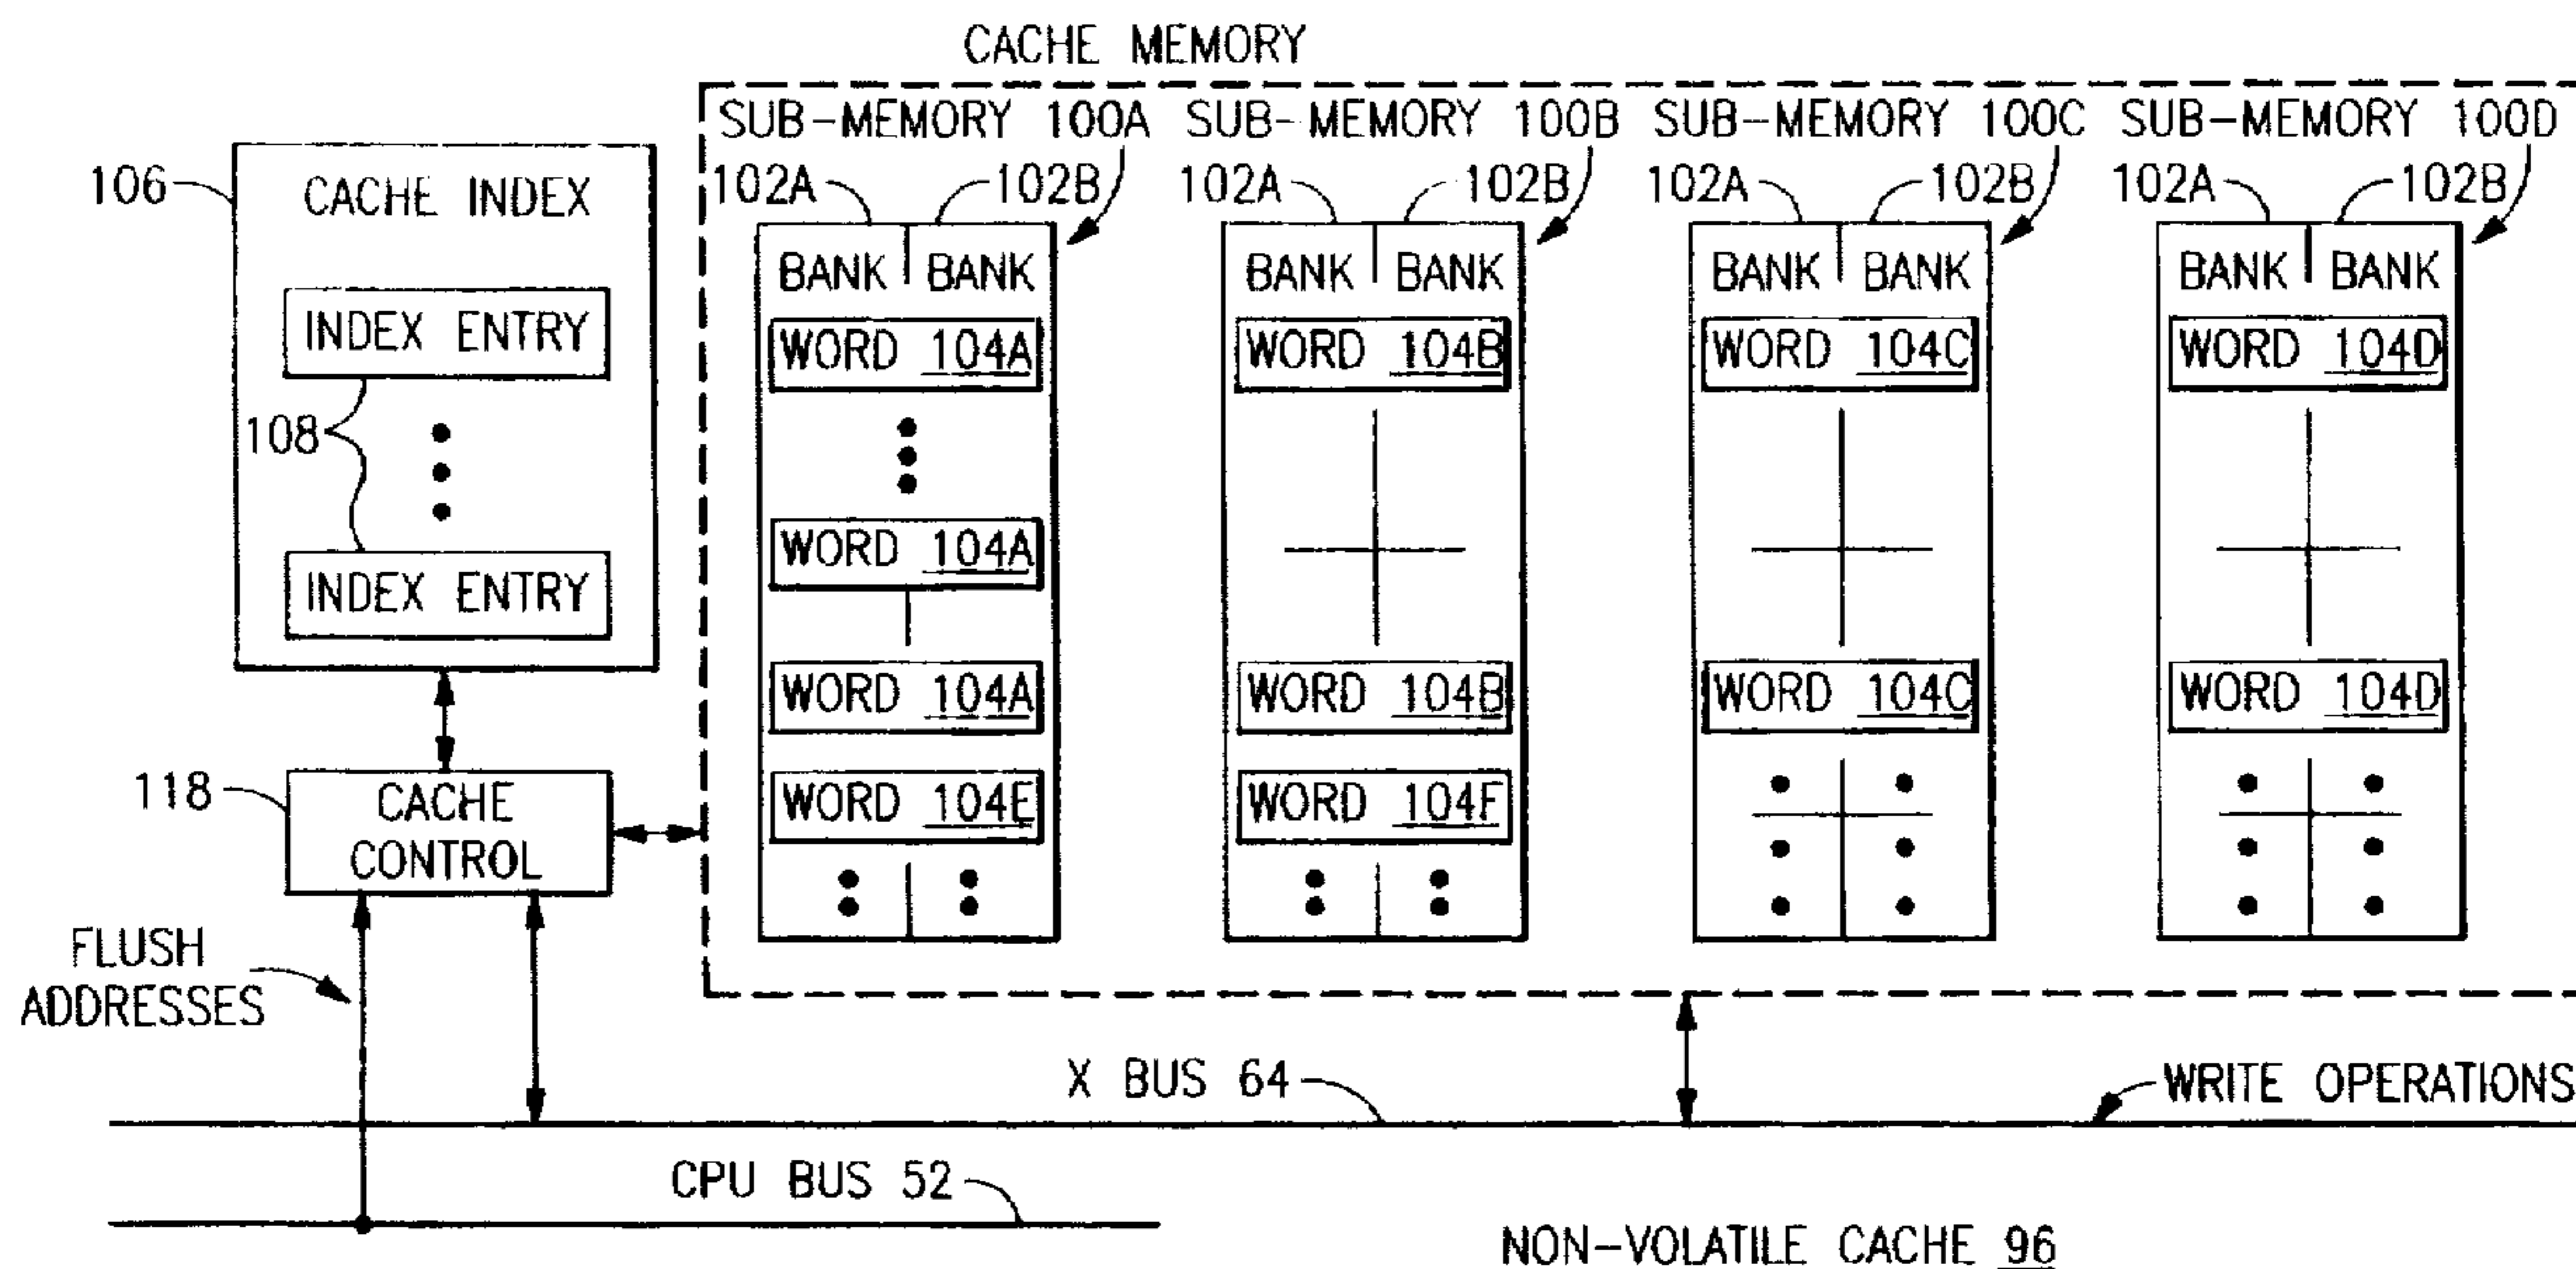 CACHE MEMORY
SUB-MEMORY 100A SUB-MEMORY 100B SUB-MEMORY 100C SUB-MEMORY 100D
106 CACHE INDEX
102A 102B 102A 102B 102A 102B 102A 102B
BANK BANK BANK BANK BANK BANK BANK BANK
INDEX ENTRY
WORD 104A WORD 104B WORD 104C WORD 104D
108
WORD 104A
INDEX ENTRY
WORD 104A WORD 104B WORD 104C WORD 104D
118 CACHE
CONTROL
WORD 104E WORD 104F
FLUSH
ADDRESSES
X BUS 64
WRITE OPERATIONS
CPU BUS 52
NON-VOLATILE CACHE 96